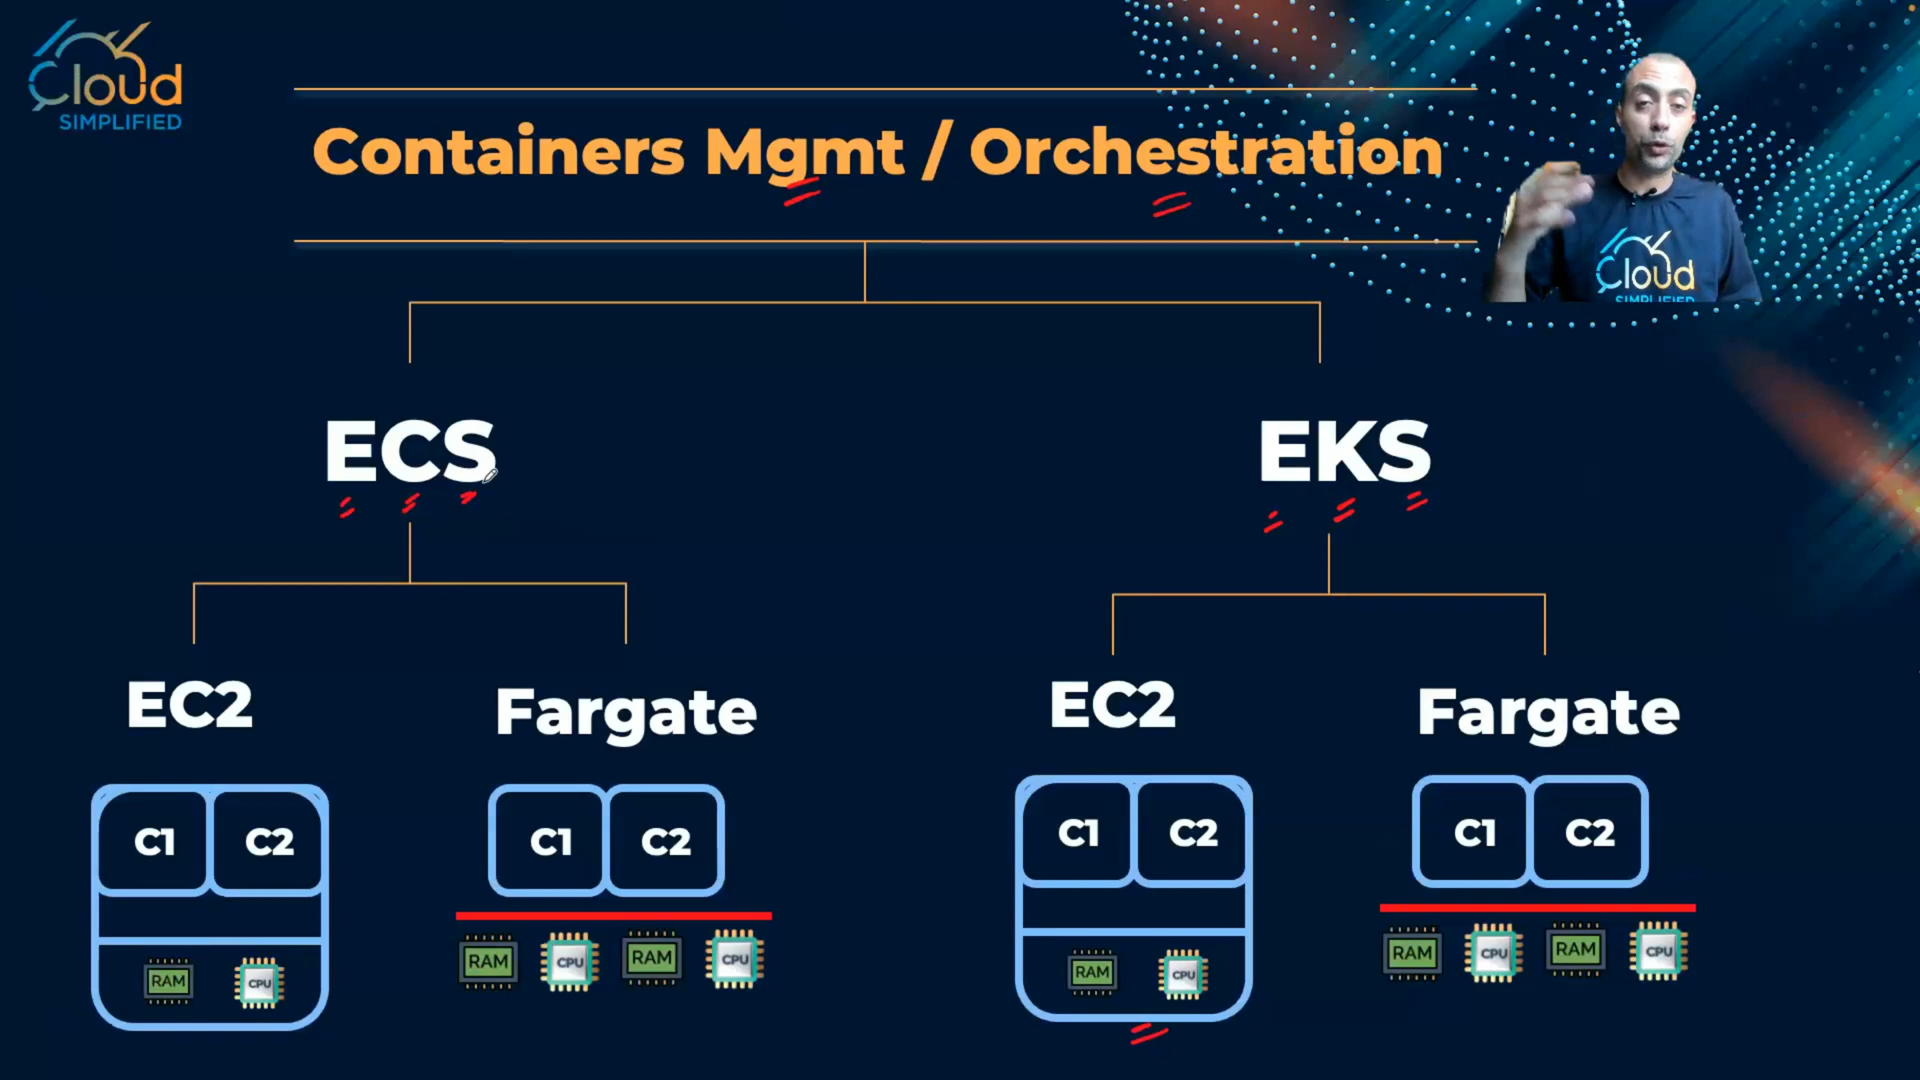 Cloud
SIMPLIFIED
Containers Mgmt / Orchestration
Cloud
SIMPLIFIED
ECS
EKS
EC2
Fargate
EC2
Fargate
C1
C2
C1
C2
C1
C2
C1
C2
RAM
CPU
RAM
CPU
RAM
CPU
RAM
CPU
RAM
CPU
RAM
CPU